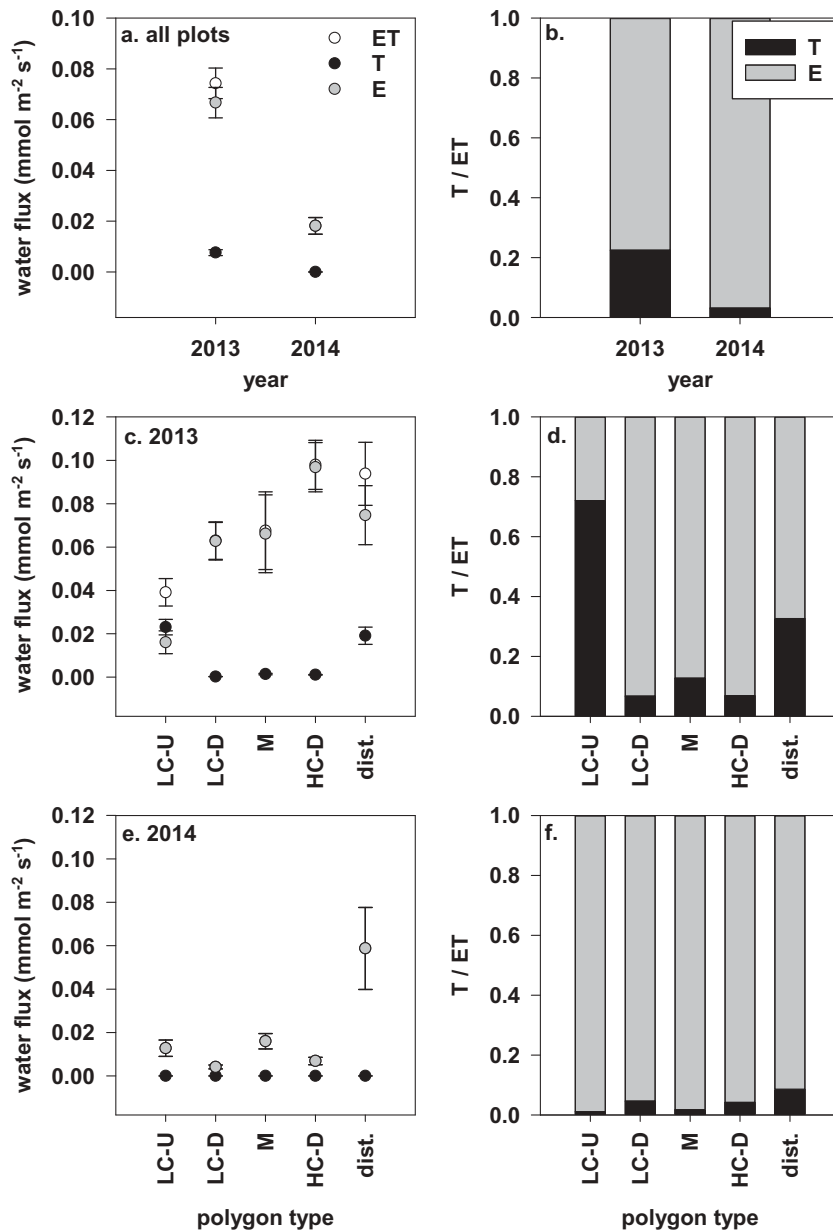 a. all plots
ET
T
E
0.10
0.08
0.06
0.04
0.02
0.00
water flux (mmol m⁻² s⁻¹)
2013 2014
year
b.
T
E
1.0
0.8
0.6
0.4
0.2
0.0
T / ET
2013 2014
year
c. 2013
0.12
0.10
0.08
0.06
0.04
0.02
0.00
water flux (mmol m⁻² s⁻¹)
LC-U
LC-D
M
HC-D
dist.
d.
1.0
0.8
0.6
0.4
0.2
0.0
T / ET
LC-U
LC-D
M
HC-D
dist.
e. 2014
0.12
0.10
0.08
0.06
0.04
0.02
0.00
water flux (mmol m⁻² s⁻¹)
LC-U
LC-D
M
HC-D
dist.
polygon type
f.
1.0
0.8
0.6
0.4
0.2
0.0
T / ET
LC-U
LC-D
M
HC-D
dist.
polygon type